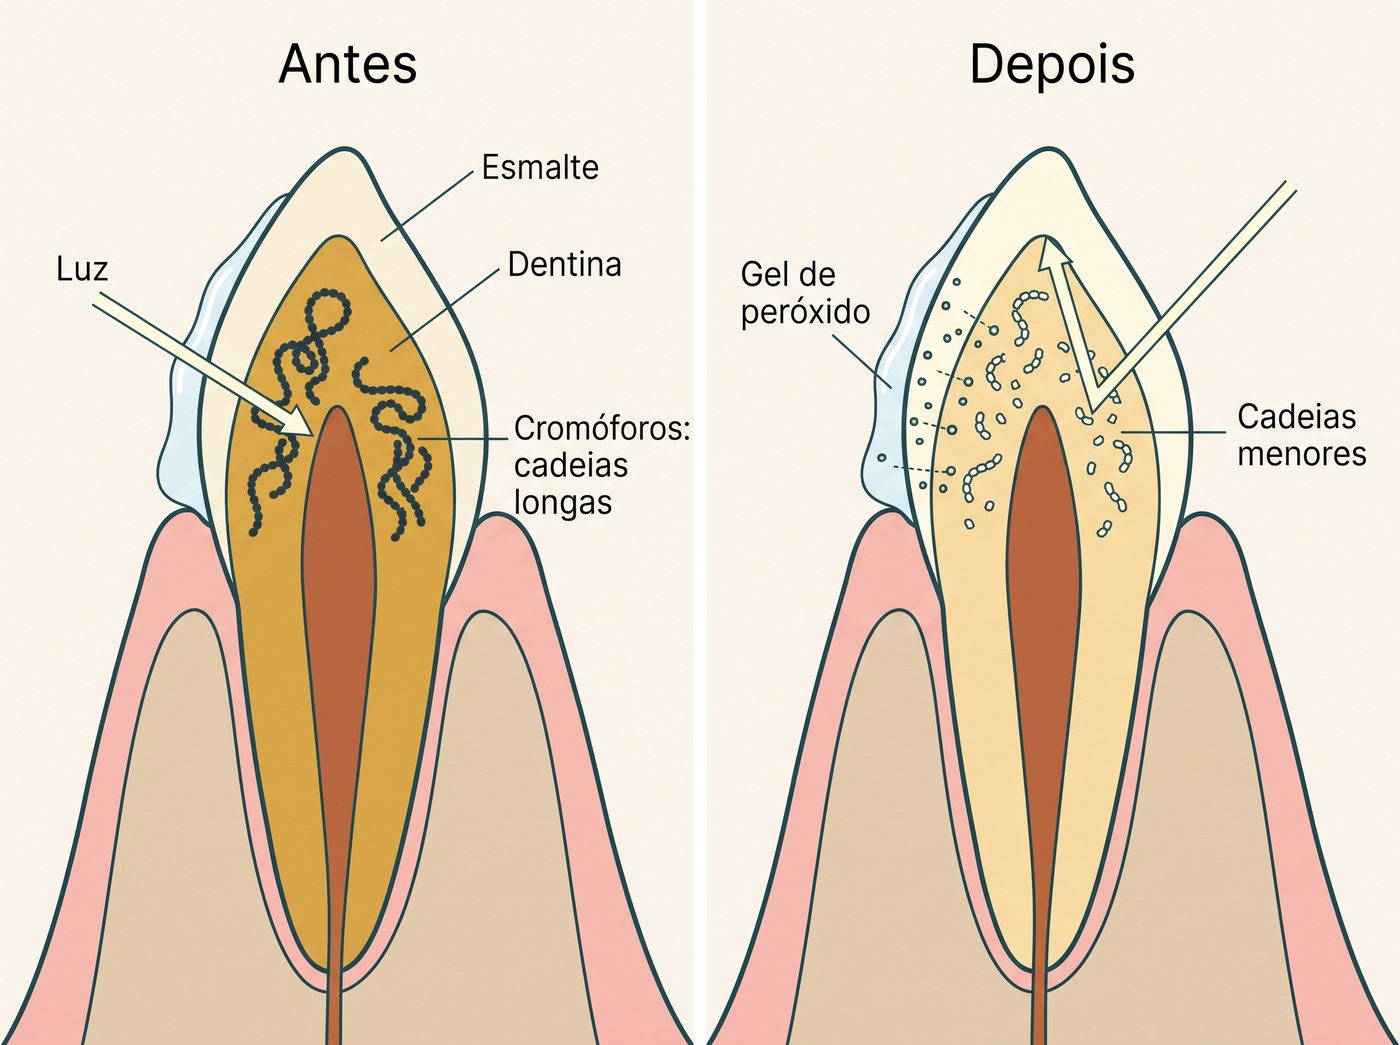 Antes
Esmalte
Dentina
Luz
Cromóforos:
cadeias
longas
Depois
Gel de
peróxido
Cadeias
menores